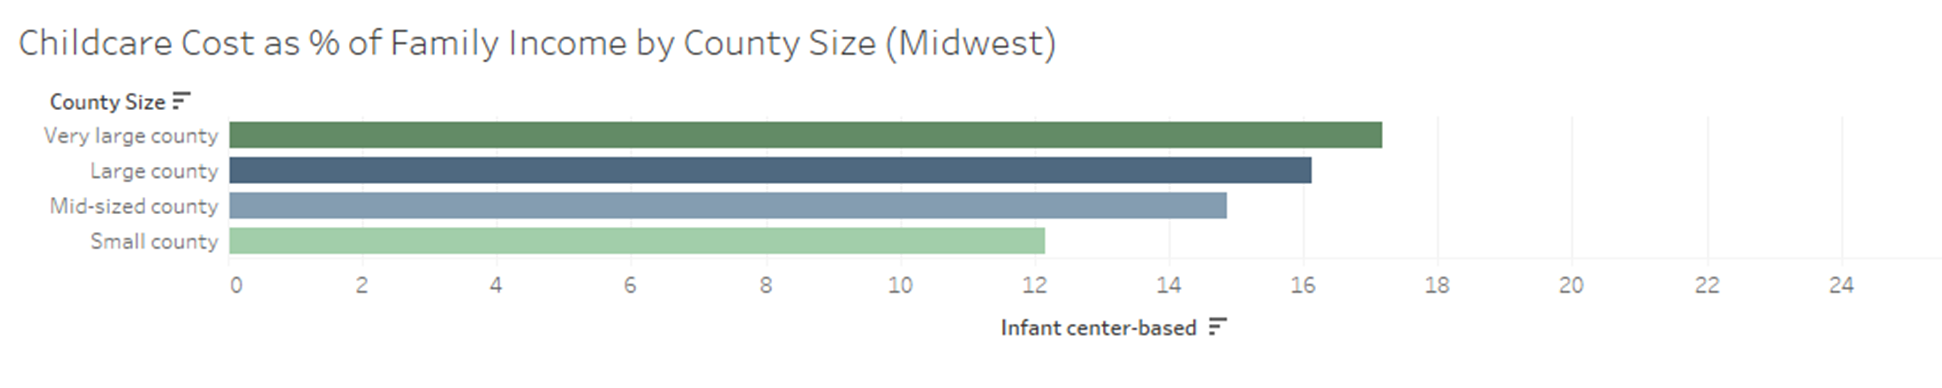 Childcare Cost as % of Family Income by County Size (Midwest)
County Size
Very large county
Large county
Mid-sized county
Small county
0 2 4 6 8 10 12 14 16 18 20 22 24
Infant center-based